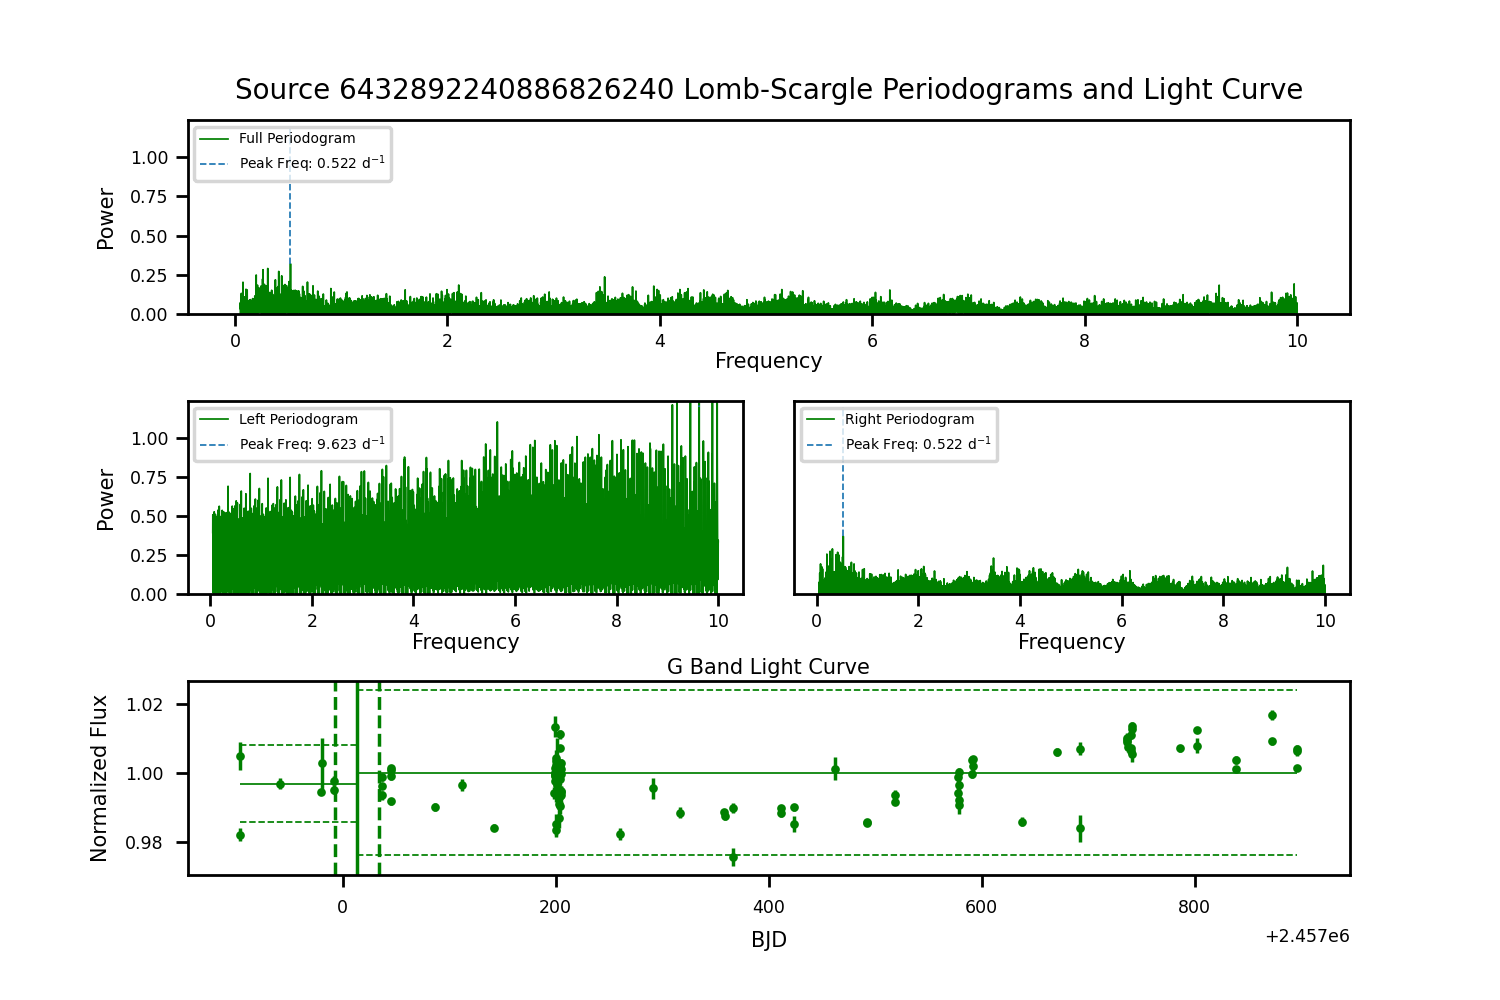 Source 6432892240886826240 Lomb-Scargle Periodograms and Light Curve
Full Periodogram
Peak Freq: 0.522 d⁻¹
Power
1.00
0.75
0.50
0.25
0.00
0 2 4 6 8 10
Frequency
Left Periodogram
Peak Freq: 9.623 d⁻¹
Power
1.00
0.75
0.50
0.25
0.00
0 2 4 6 8 10
Frequency
Right Periodogram
Peak Freq: 0.522 d⁻¹
0 2 4 6 8 10
Frequency
G Band Light Curve
Normalized Flux
1.02
1.00
0.98
0 200 400 600 800
BJD
+2.457e6